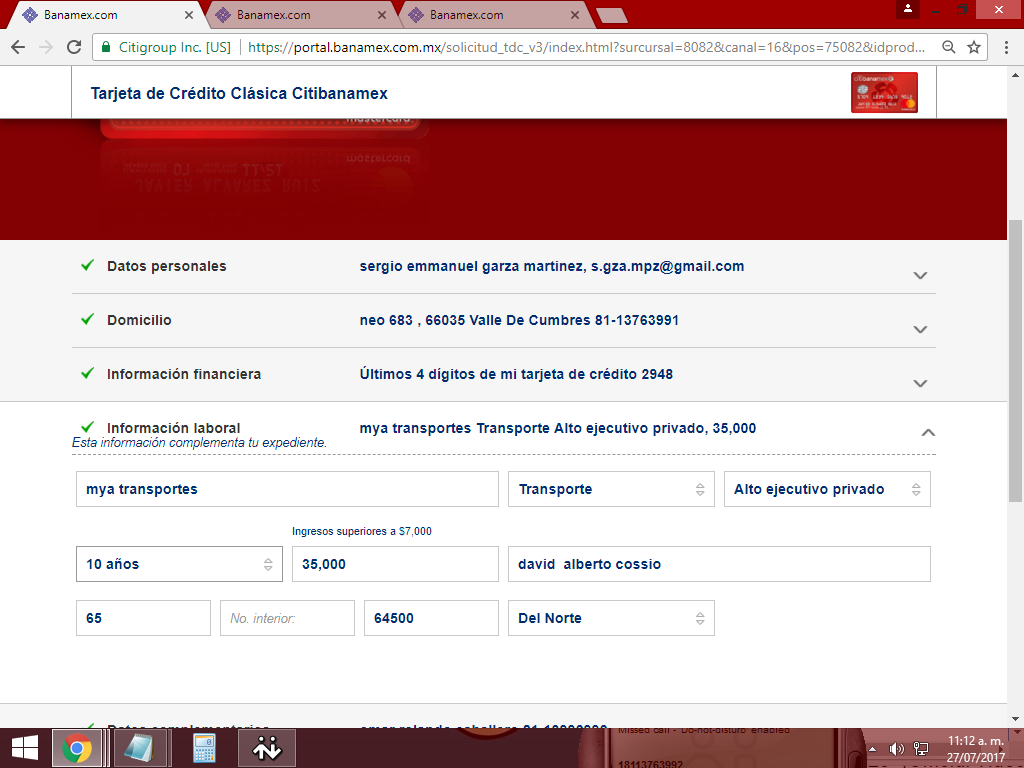 Banamex.com
Banamex.com
Banamex.com
Citigroup Inc. [US]
https://portal.banamex.com.mx/solicitud_tdc_v3/index.html?surcursal=8082&canal=16&pos=75082&idprod...
Tarjeta de Crédito Clásica Citibanamex
mastercard
JAVIER ALVAREZ RUIZ
Datos personales
sergio emmanuel garza martinez, s.gza.mpz@gmail.com
Domicilio
neo 683 , 66035 Valle De Cumbres 81-13763991
Información financiera
Últimos 4 dígitos de mi tarjeta de crédito 2948
Información laboral
mya transportes Transporte Alto ejecutivo privado, 35,000
Esta información complementa tu expediente.
mya transportes
Transporte
Alto ejecutivo privado
Ingresos superiores a $7,000
10 años
35,000
david alberto cossio
65
No. interior:
64500
Del Norte
Missed call - Do-not-disturb enabled
18113763992
11:12 a. m.
27/07/2017